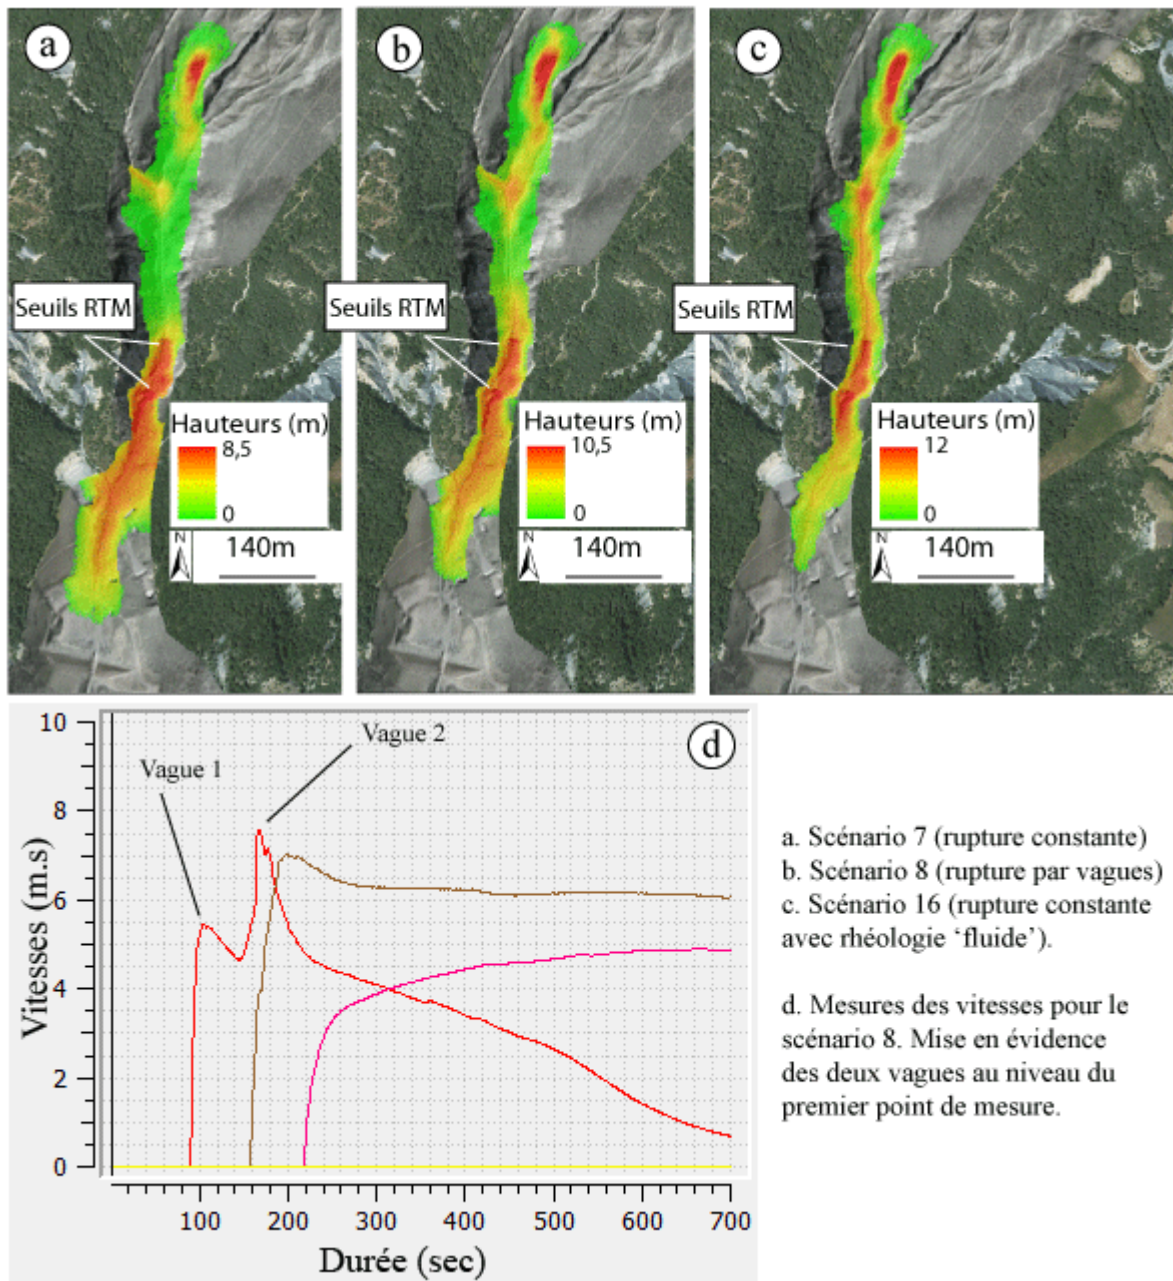 a
b
c
Seuils RTM
Seuils RTM
Seuils RTM
Hauteurs (m)
8,5
0
N
140m
Hauteurs (m)
10,5
0
N
140m
Hauteurs (m)
12
0
N
140m
d
Vague 1
Vague 2
Vitesses (m.s)
10
8
6
4
2
0
100 200 300 400 500 600 700
Durée (sec)
a. Scénario 7 (rupture constante)
b. Scénario 8 (rupture par vagues)
c. Scénario 16 (rupture constante
avec rhéologie ‘fluide’).
d. Mesures des vitesses pour le
scénario 8. Mise en évidence
des deux vagues au niveau du
premier point de mesure.